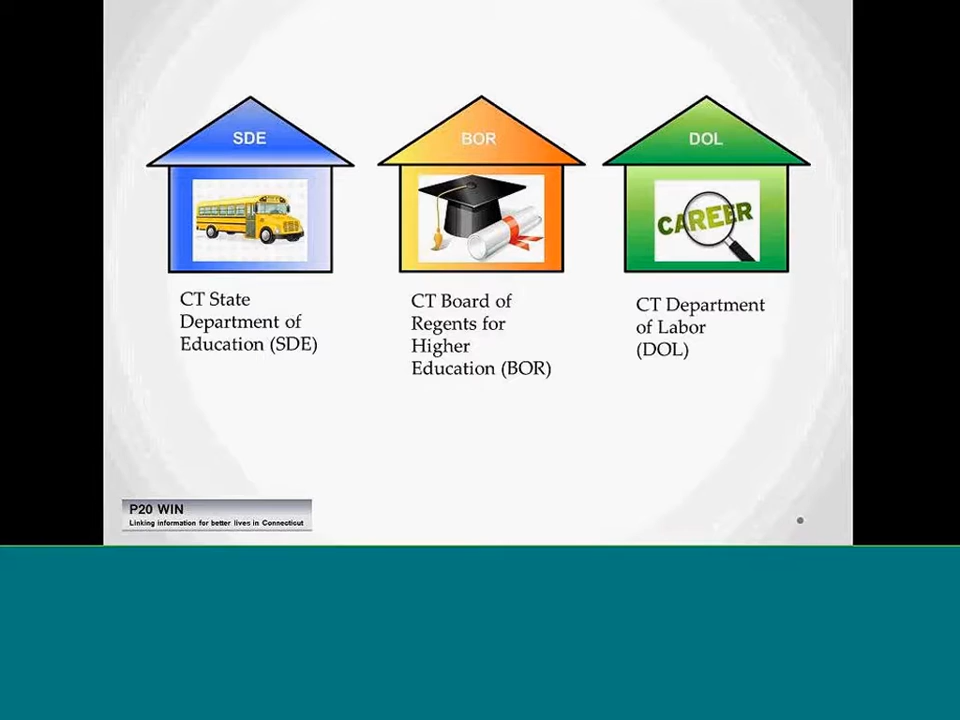 SDE
BOR
DOL
CAREER
CT State
Department of
Education (SDE)
CT Board of
Regents for
Higher
Education (BOR)
CT Department
of Labor
(DOL)
P20 WIN
Linking information for better lives in Connecticut